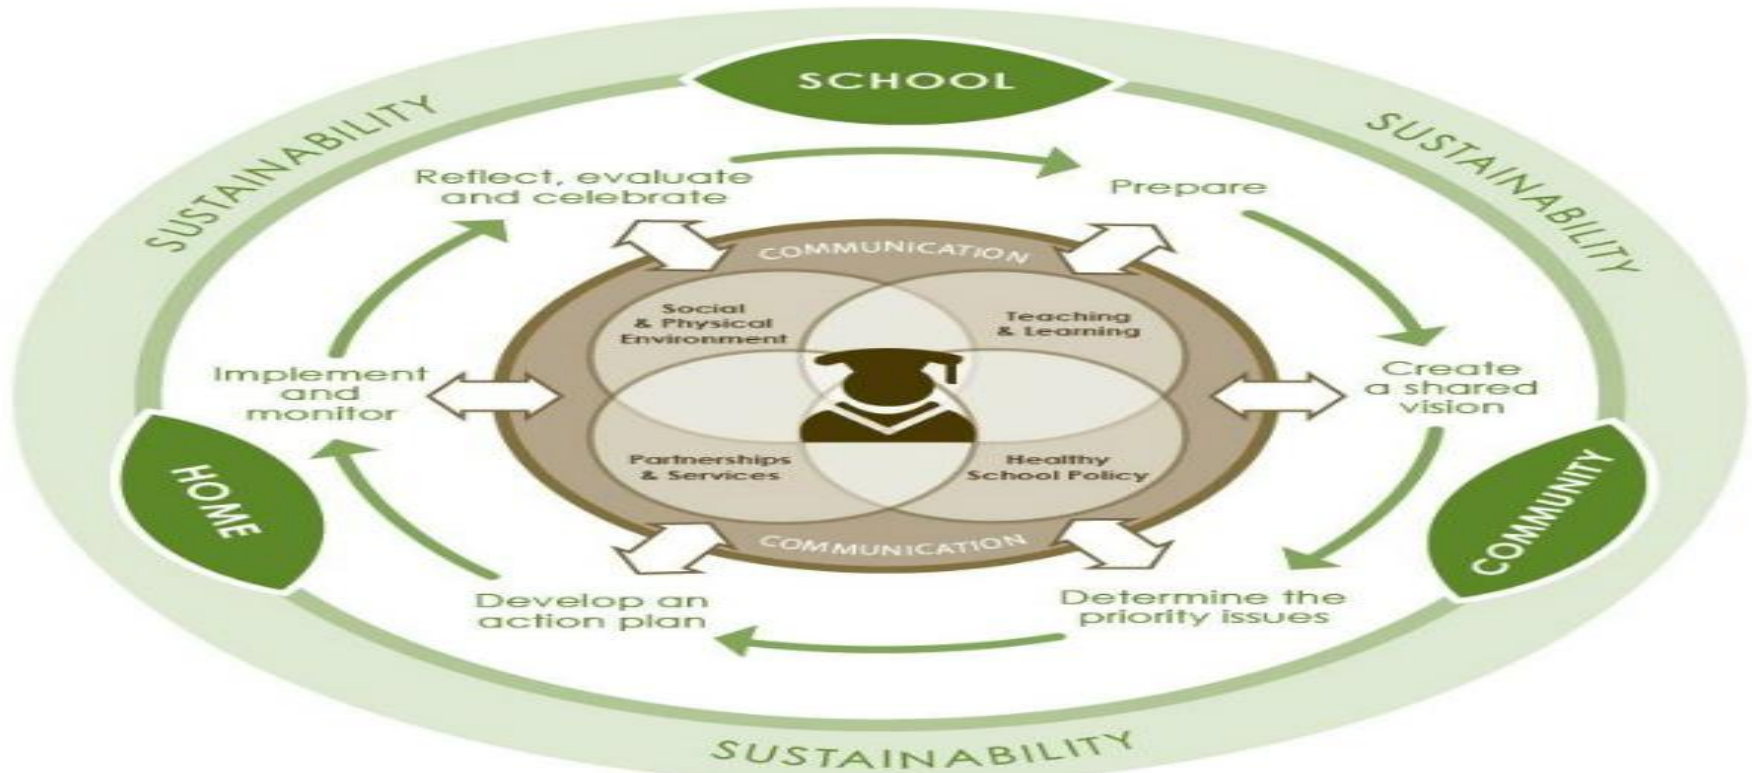 SCHOOL
SUSTAINABILITY
SUSTAINABILITY
Reflect, evaluate
and celebrate
Prepare
COMMUNICATION
Social
& Physical
Environment
Teaching
& Learning
Implement
and
monitor
Create
a shared
vision
HOME
Partnerships
& Services
Healthy
School Policy
COMMUNITY
COMMUNICATION
Develop an
action plan
Determine the
priority issues
SUSTAINABILITY